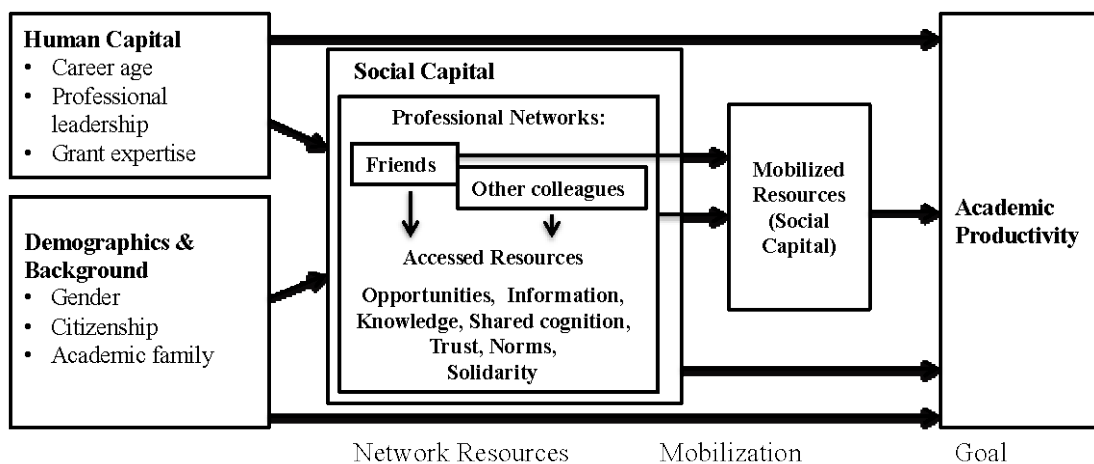 Human Capital
• Career age
• Professional
leadership
• Grant expertise
Demographics &
Background
• Gender
• Citizenship
• Academic family
Social Capital
Professional Networks:
Friends
Other colleagues
Accessed Resources
Opportunities, Information,
Knowledge, Shared cognition,
Trust, Norms,
Solidarity
Mobilized
Resources
(Social
Capital)
Academic
Productivity
Network Resources
Mobilization
Goal